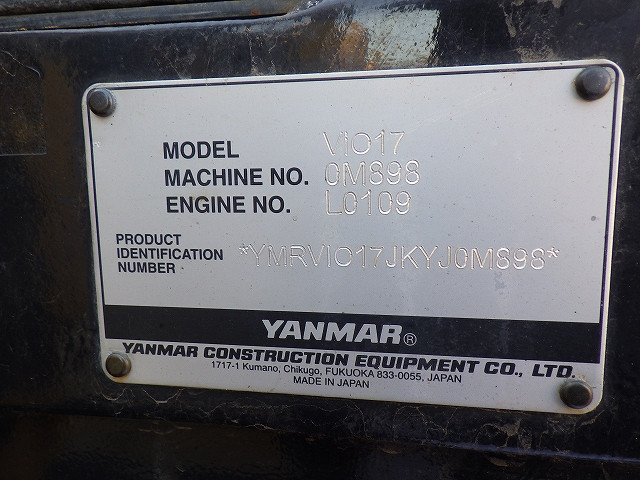 MODEL VIO17
MACHINE NO. 0M898
ENGINE NO. L0109
PRODUCT
IDENTIFICATION
NUMBER *YMRVIO17JKYJ0M898*
YANMAR®
YANMAR CONSTRUCTION EQUIPMENT CO., LTD.
1717-1 Kumano, Chikugo, FUKUOKA 833-0055, JAPAN
MADE IN JAPAN